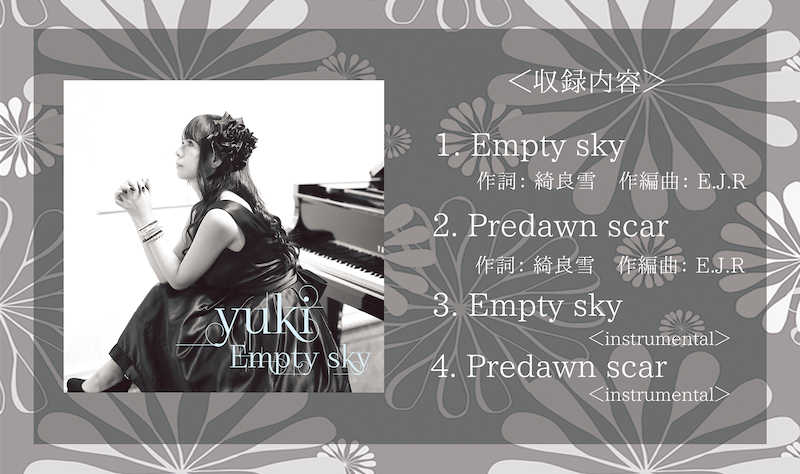 yuki
Empty sky
＜収録内容＞
1. Empty sky
作詞: 綺良雪　作編曲: E.J.R
2. Predawn scar
作詞: 綺良雪　作編曲: E.J.R
3. Empty sky
＜instrumental＞
4. Predawn scar
＜instrumental＞